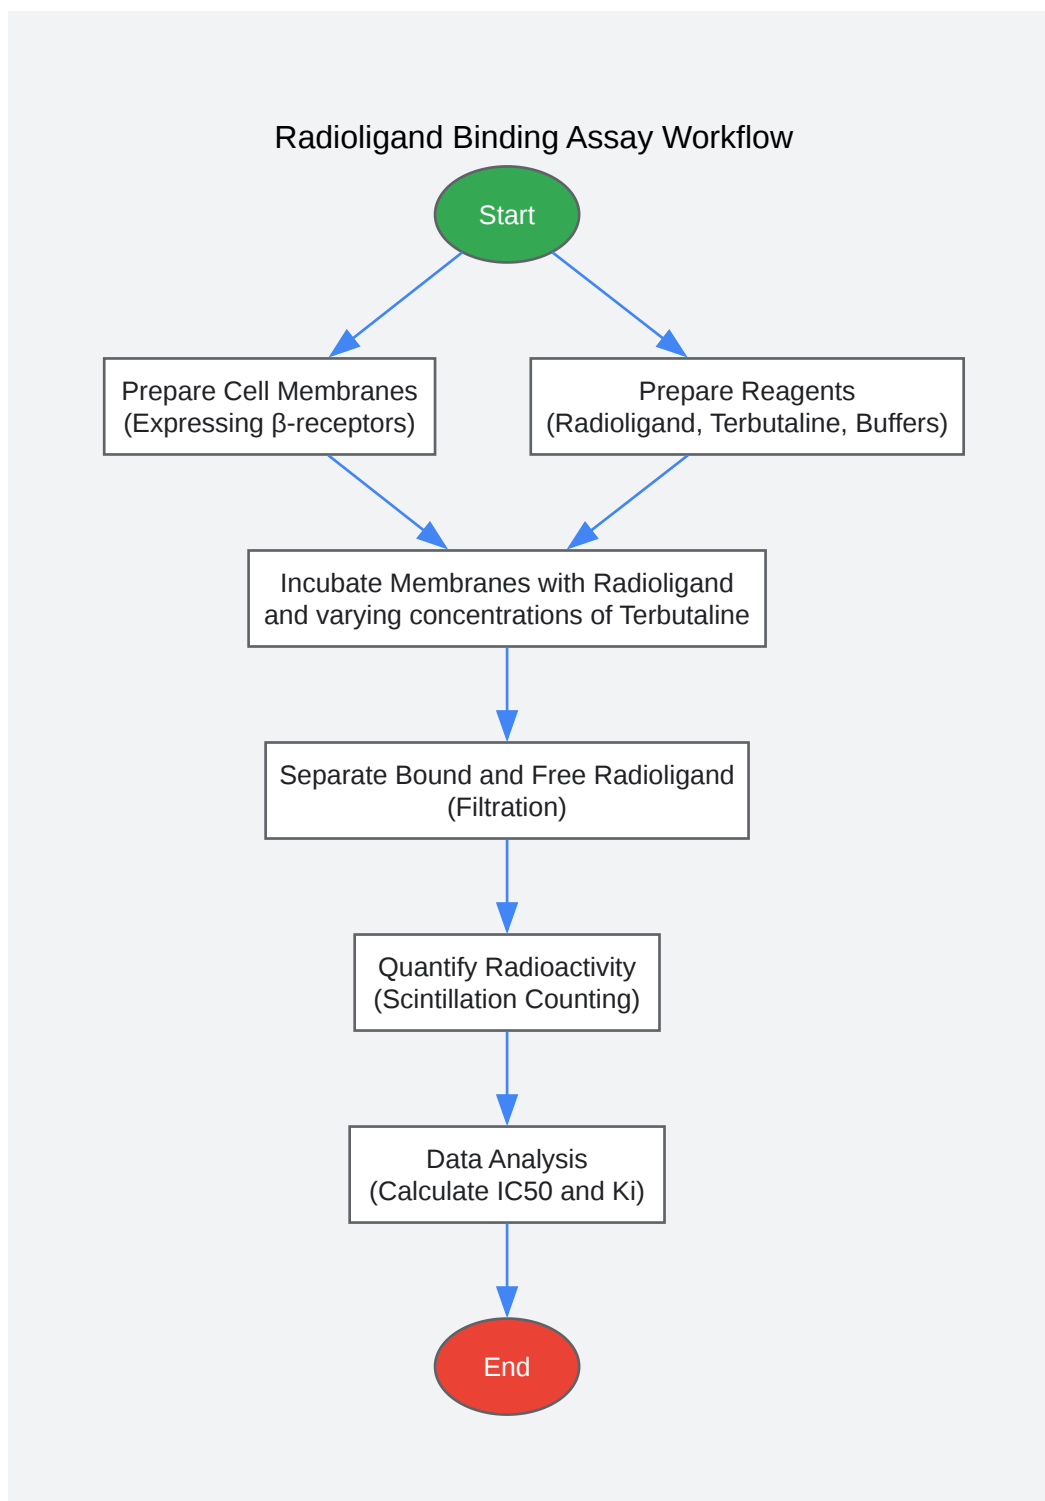 Radioligand Binding Assay Workflow
Start
Prepare Cell Membranes
(Expressing β-receptors)
Prepare Reagents
(Radioligand, Terbutaline, Buffers)
Incubate Membranes with Radioligand
and varying concentrations of Terbutaline
Separate Bound and Free Radioligand
(Filtration)
Quantify Radioactivity
(Scintillation Counting)
Data Analysis
(Calculate IC50 and Ki)
End